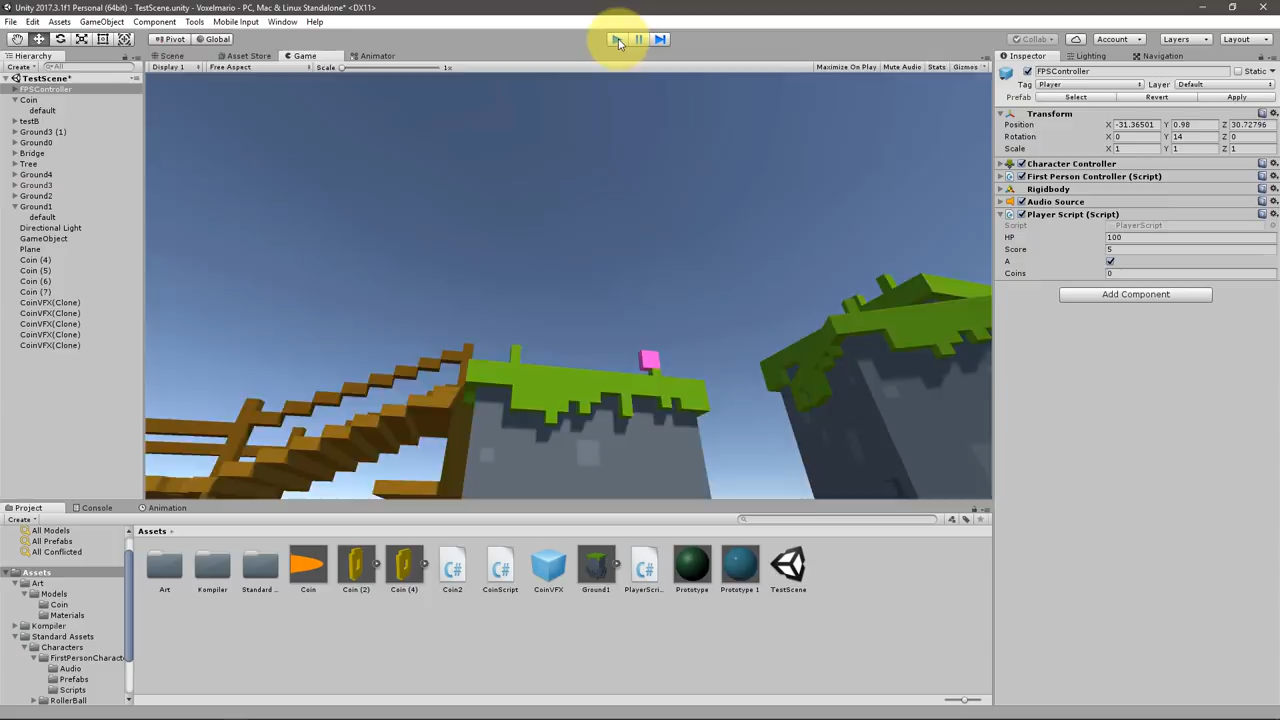 Unity 2017.3.1f1 Personal (64bit) - TestScene.unity - Voxelmario - PC, Mac & Linux Standalone* <DX11>
File Edit Assets GameObject Component Tools Mobile Input Window Help
Pivot Global Collab Account Layers Layout
Hierarchy
Create All
TestScene*
FPSController
Coin
default
testB
Ground3 (1)
Ground0
Bridge
Tree
Ground4
Ground3
Ground2
Ground1
default
Directional Light
GameObject
Plane
Coin (4)
Coin (5)
Coin (6)
Coin (7)
CoinVFX(Clone)
CoinVFX(Clone)
CoinVFX(Clone)
CoinVFX(Clone)
CoinVFX(Clone)
Scene Asset Store Game Animator
Display 1 Free Aspect Scale 1x Maximize On Play Mute Audio Stats Gizmos
Inspector Lighting Navigation
FPSController Static
Tag Player Layer Default
Prefab Select Revert Apply
Transform
Position X -31.36501 Y 0.98 Z 30.72796
Rotation X 0 Y 14 Z 0
Scale X 1 Y 1 Z 1
Character Controller
First Person Controller (Script)
Rigidbody
Audio Source
Player Script (Script)
Script PlayerScript
HP 100
Score 5
A
Coins 0
Add Component
Project Console Animation
Create
All Models
All Prefabs
All Conflicted
Assets
Art
Models
Coin
Materials
Kompiler
Standard Assets
Characters
FirstPersonCharact
Audio
Prefabs
Scripts
RollerBall
Assets
Art Kompiler Standard ... Coin Coin (2) Coin (4) Coin2 CoinScript CoinVFX Ground1 PlayerScri... Prototype Prototype 1 TestScene
C# C# C#